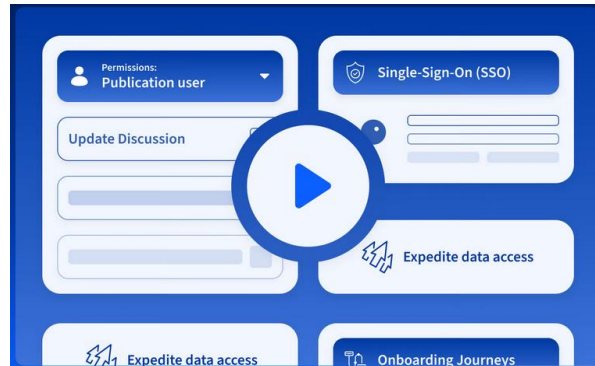 Permissions:
Publication user
Single-Sign-On (SSO)
Update Discussion
Expedite data access
Expedite data access
Onboarding Journeys